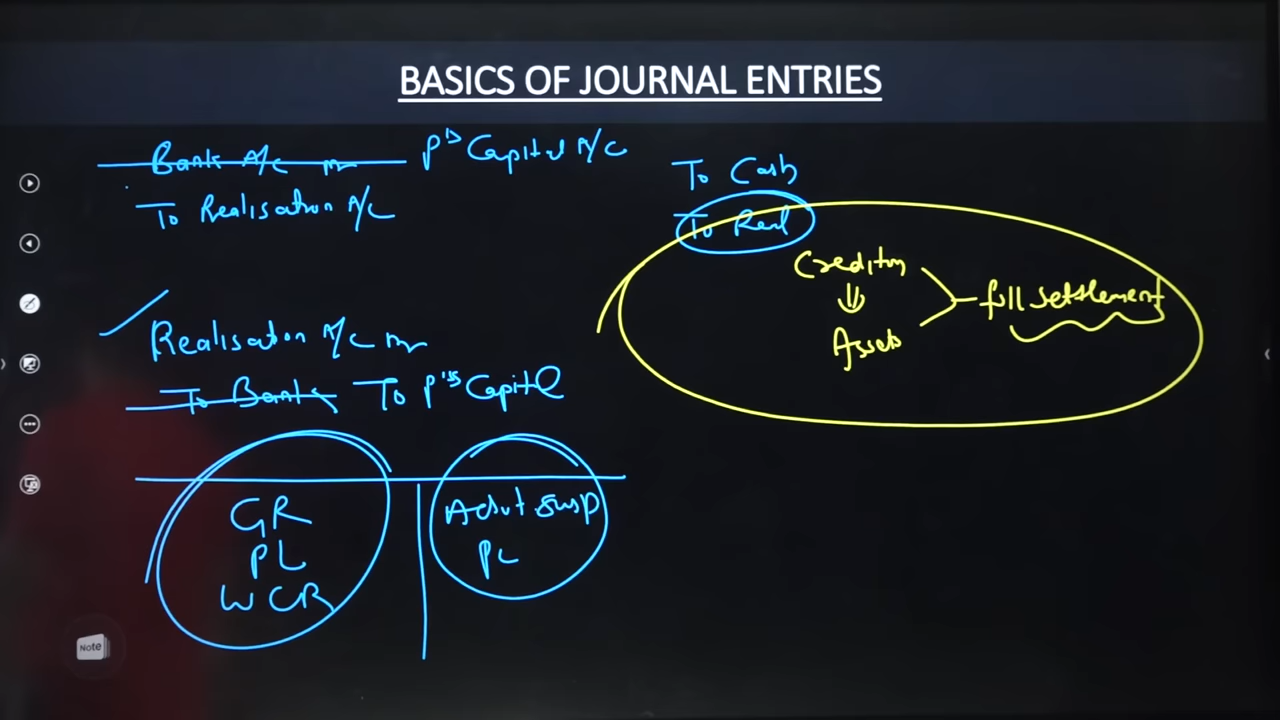 BASICS OF JOURNAL ENTRIES
Bank A/c Dr P's Capital A/c
To Realisation A/c
To Cash
To Real
Creditors
Assets
full settlement
Realisation A/c Dr
To Bank To P's Capital
GR
PL
WCR
Advt Susp
PL
Note